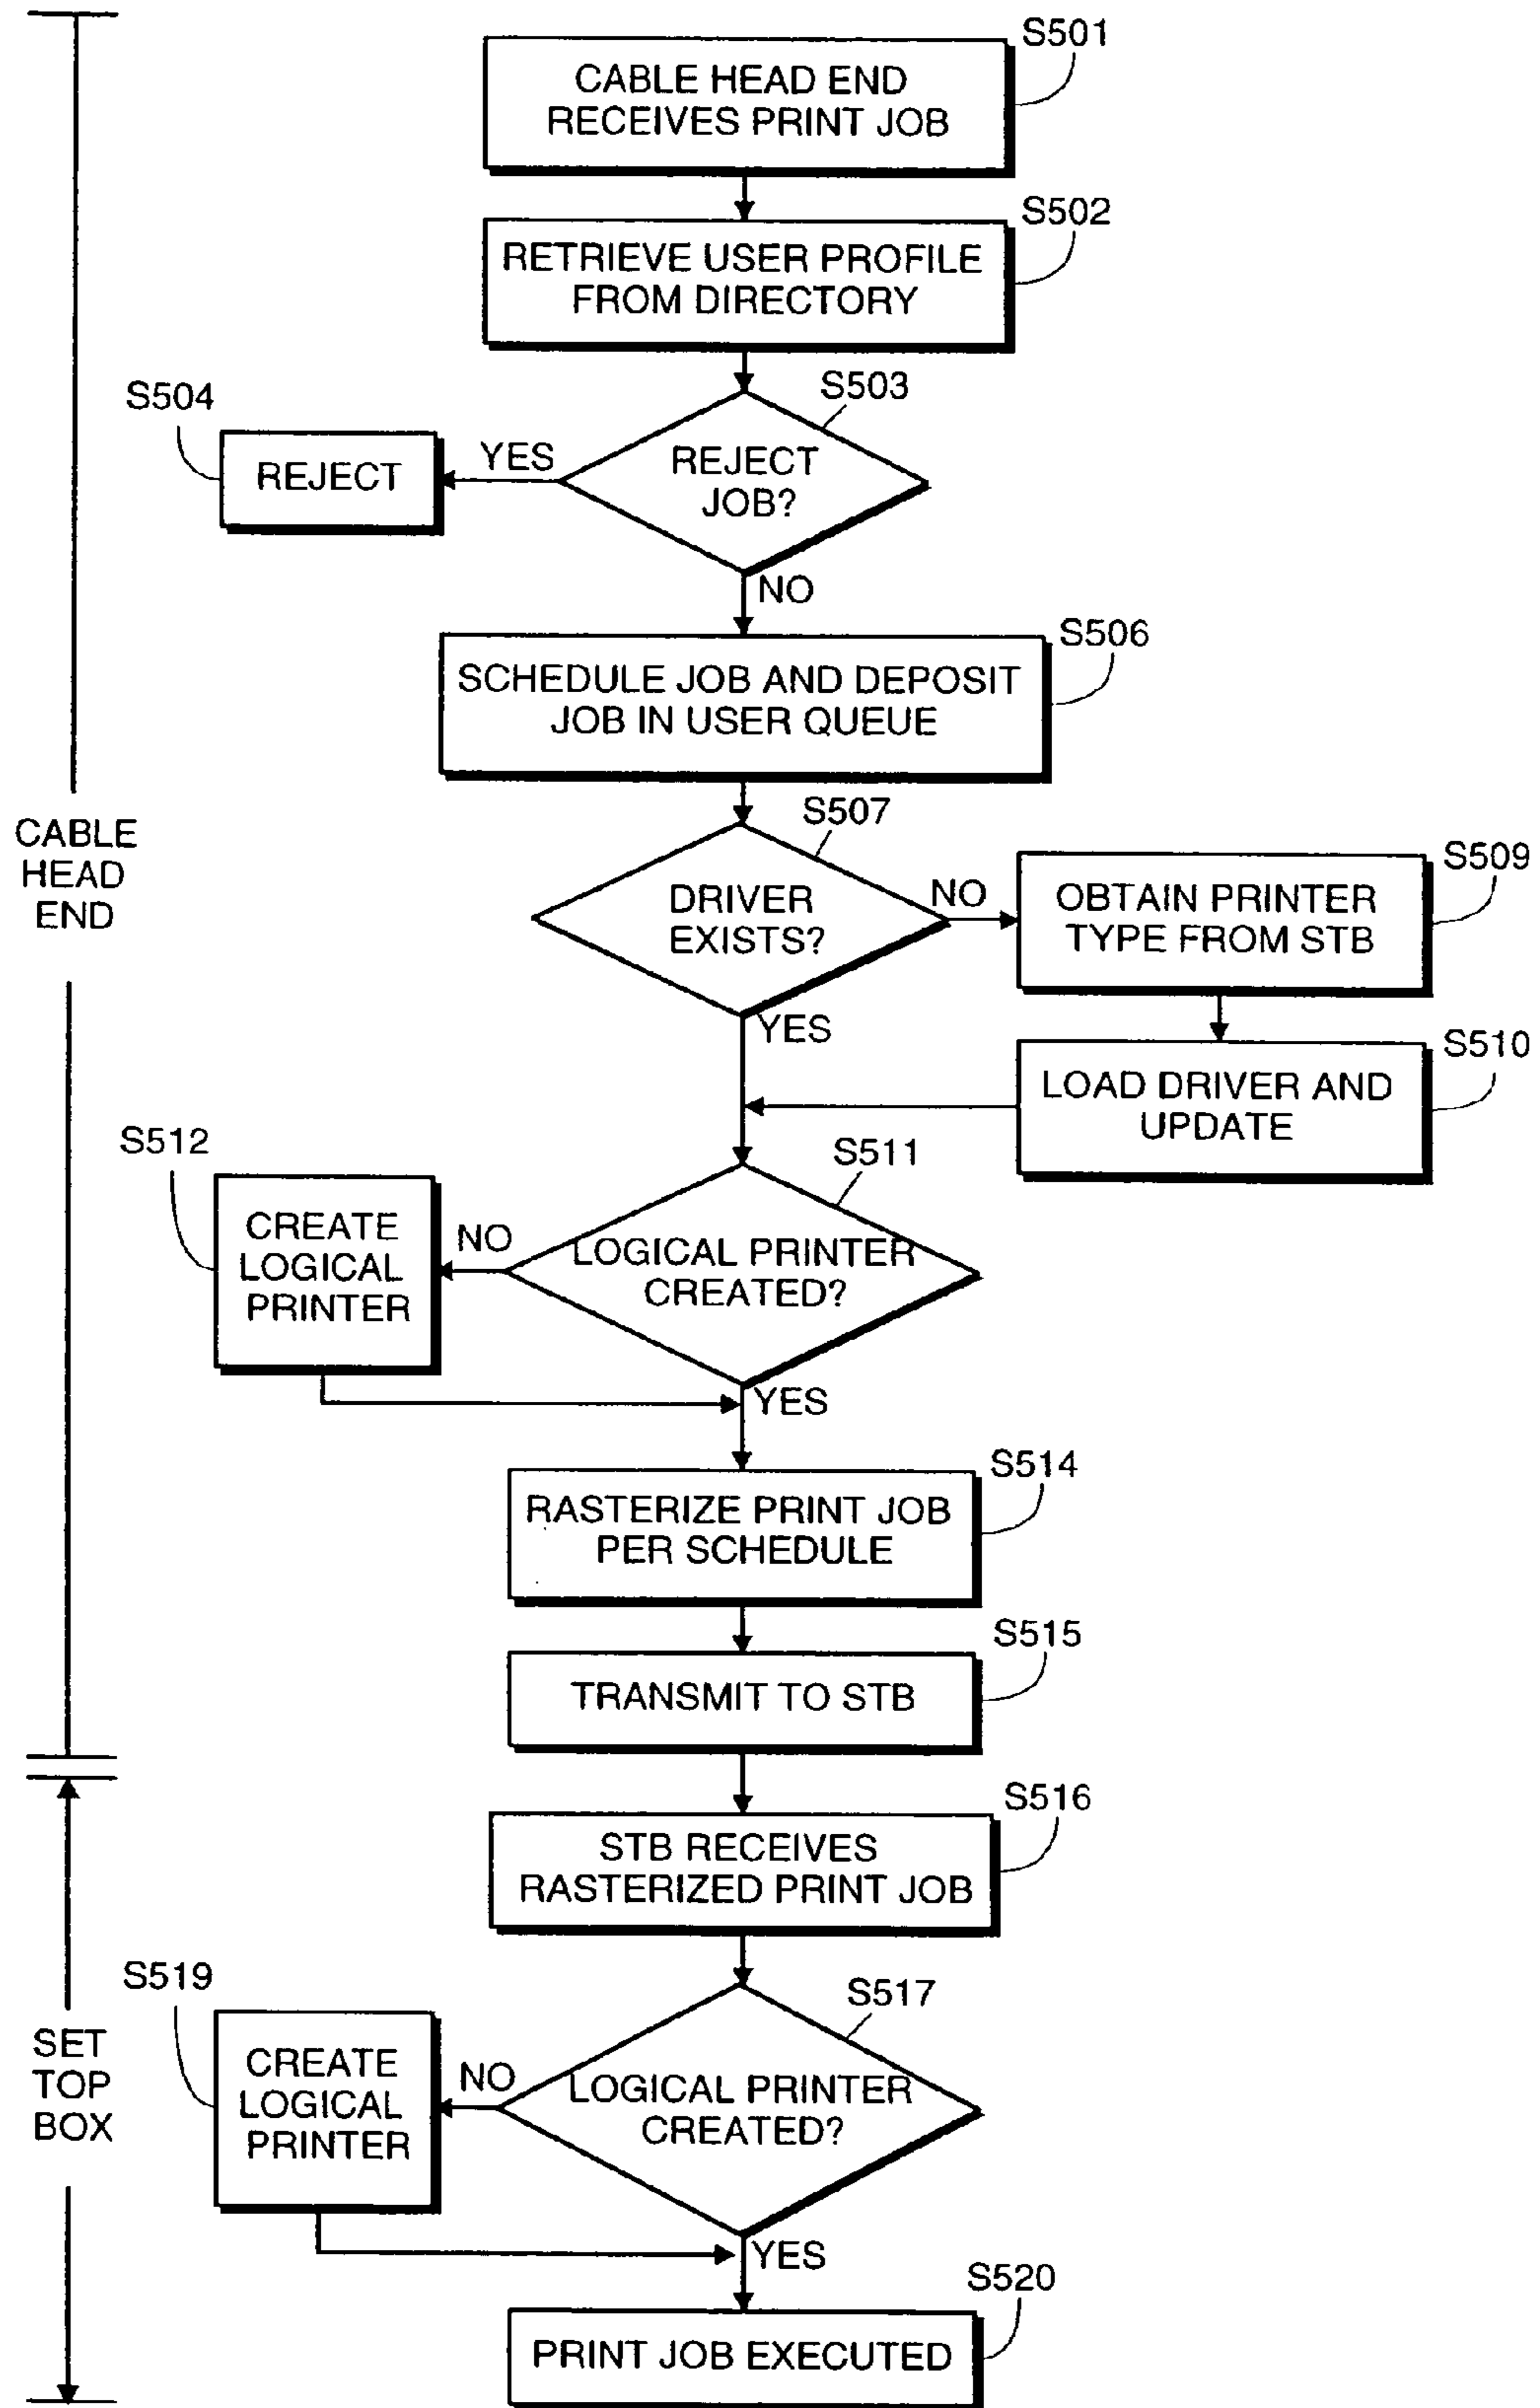 S501
CABLE HEAD END
RECEIVES PRINT JOB
S502
RETRIEVE USER PROFILE
FROM DIRECTORY
S503
S504
REJECT
YES
REJECT
JOB?
NO
S506
SCHEDULE JOB AND DEPOSIT
JOB IN USER QUEUE
S507
CABLE
HEAD
END
DRIVER
EXISTS?
NO
S509
OBTAIN PRINTER
TYPE FROM STB
YES
S510
LOAD DRIVER AND
UPDATE
S512
CREATE
LOGICAL
PRINTER
NO
S511
LOGICAL PRINTER
CREATED?
YES
S514
RASTERIZE PRINT JOB
PER SCHEDULE
S515
TRANSMIT TO STB
S516
STB RECEIVES
RASTERIZED PRINT JOB
SET
TOP
BOX
S519
CREATE
LOGICAL
PRINTER
NO
S517
LOGICAL PRINTER
CREATED?
YES
S520
PRINT JOB EXECUTED